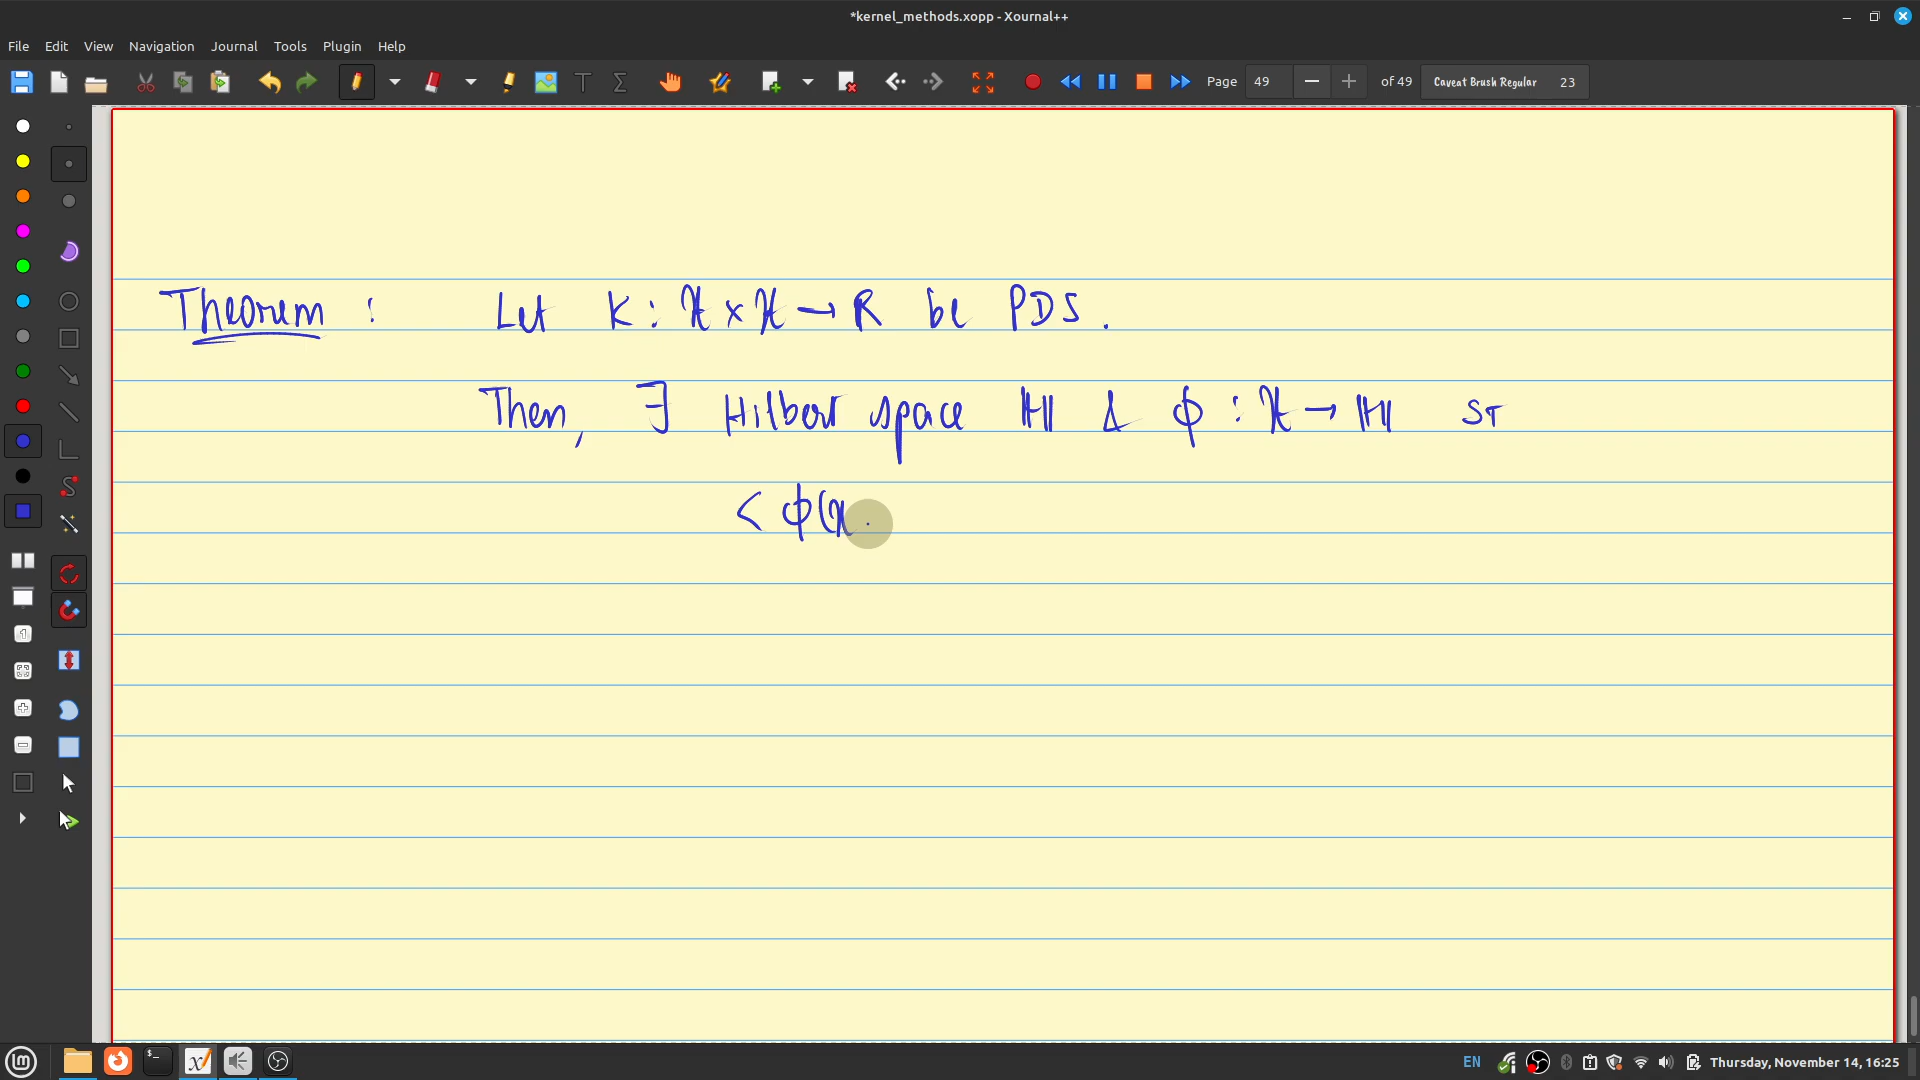 *kernel_methods.xopp - Xournal++
File Edit View Navigation Journal Tools Plugin Help
Page 49 of 49 Caveat Brush Regular 23
Theorem : Let K : 𝒳 × 𝒳 → ℝ be PDS .
Then, ∃ Hilbert space ℍ & ϕ : 𝒳 → ℍ ST
< ϕ(x
EN Thursday, November 14, 16:25